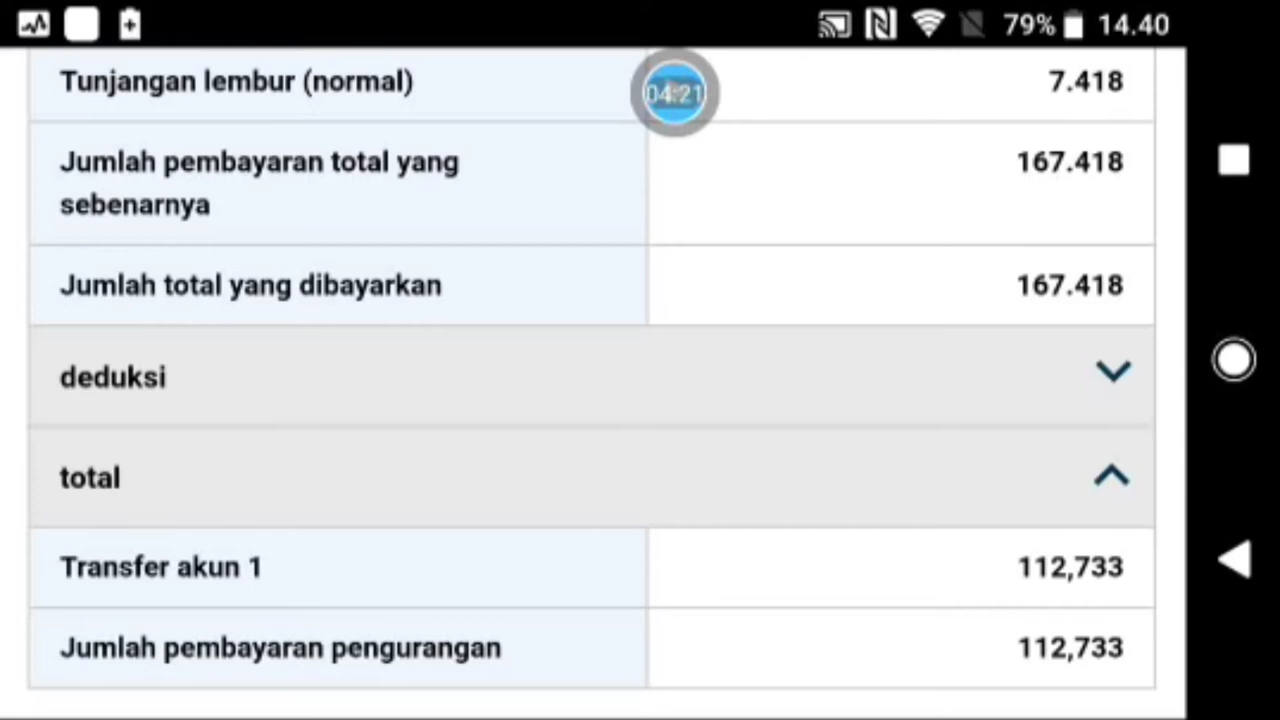 79% 14.40
Tunjangan lembur (normal) 04:21 7.418
Jumlah pembayaran total yang 167.418
sebenarnya
Jumlah total yang dibayarkan 167.418
deduksi
total
Transfer akun 1 112,733
Jumlah pembayaran pengurangan 112,733